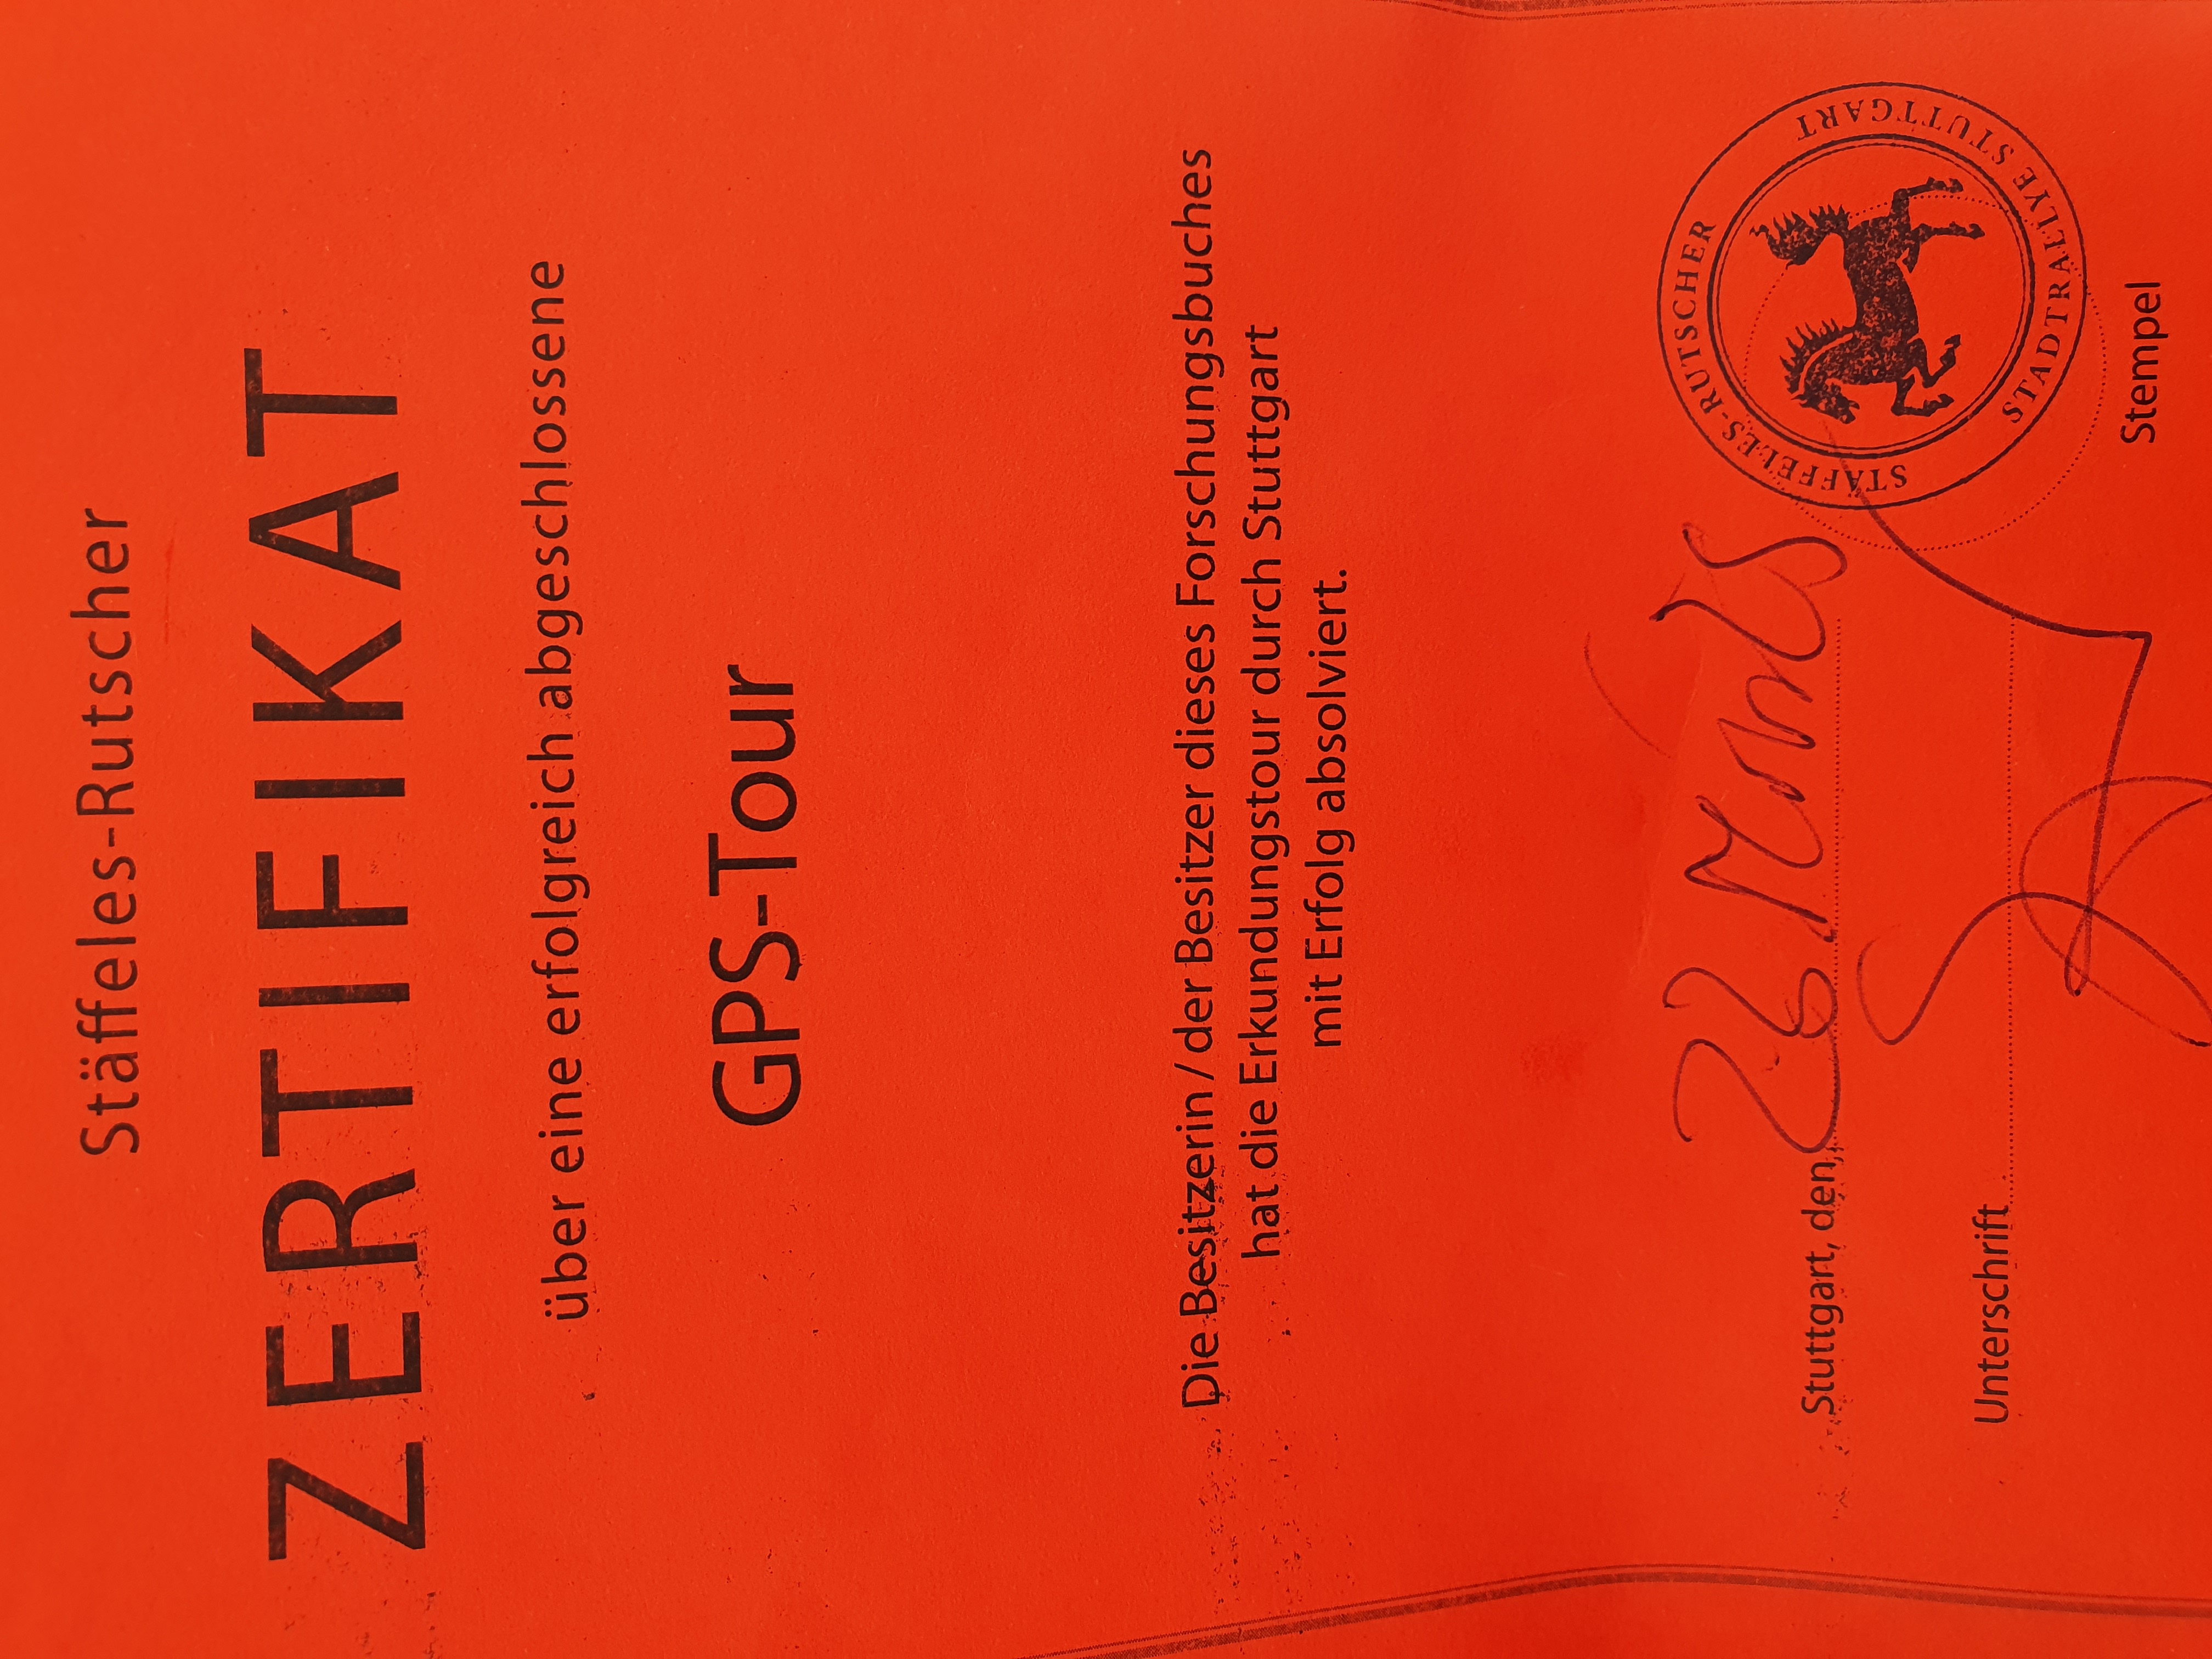 Stäffeles-Rutscher
ZERTIFIKAT
über eine erfolgreich abgeschlossene
GPS-Tour
Die Besitzerin / der Besitzer dieses Forschungsbuches
hat die Erkundungstour durch Stuttgart
mit Erfolg absolviert.
Stuttgart, den,
Unterschrift
STÄFFELES-RUTSCHER
STADTRALLYE STUTTGART
Stempel